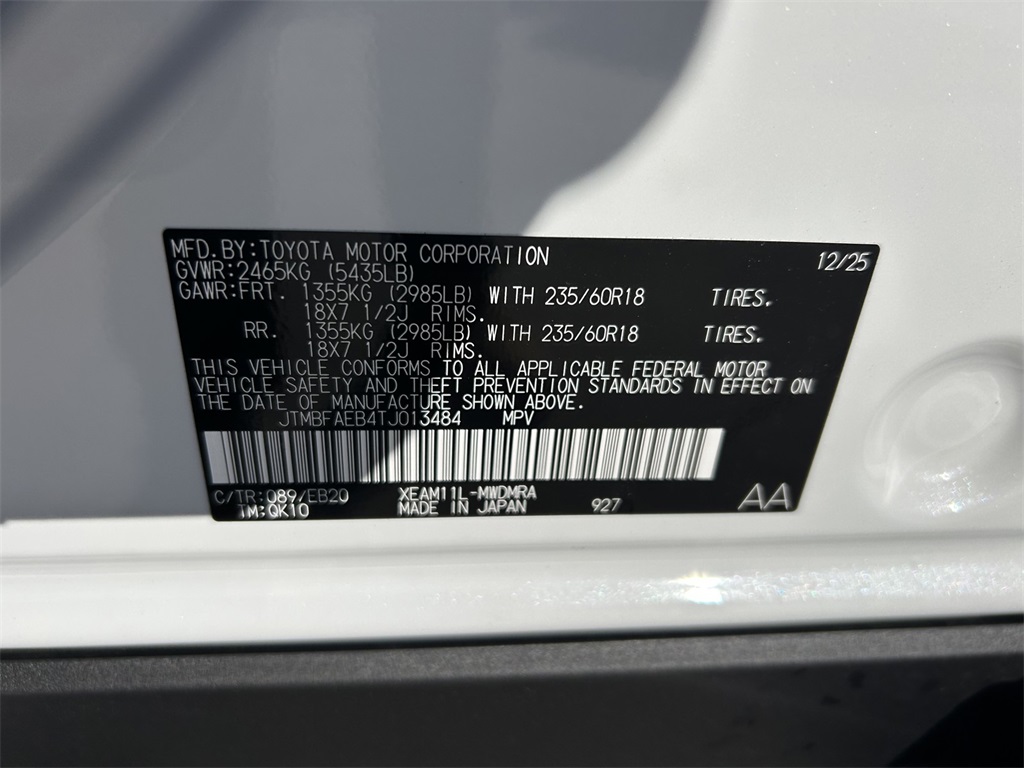 MFD.BY:TOYOTA MOTOR CORPORATION 12/25
GVWR:2465KG (5435LB)
GAWR:FRT. 1355KG (2985LB) WITH 235/60R18 TIRES.
18X7 1/2J RIMS.
RR. 1355KG (2985LB) WITH 235/60R18 TIRES.
18X7 1/2J RIMS.
THIS VEHICLE CONFORMS TO ALL APPLICABLE FEDERAL MOTOR
VEHICLE SAFETY AND THEFT PREVENTION STANDARDS IN EFFECT ON
THE DATE OF MANUFACTURE SHOWN ABOVE.
JTMBFAEB4TJ013484 MPV
C/TR:089/EB20 XEAM11L-MWDMRA AA
TM:QK10 MADE IN JAPAN 927